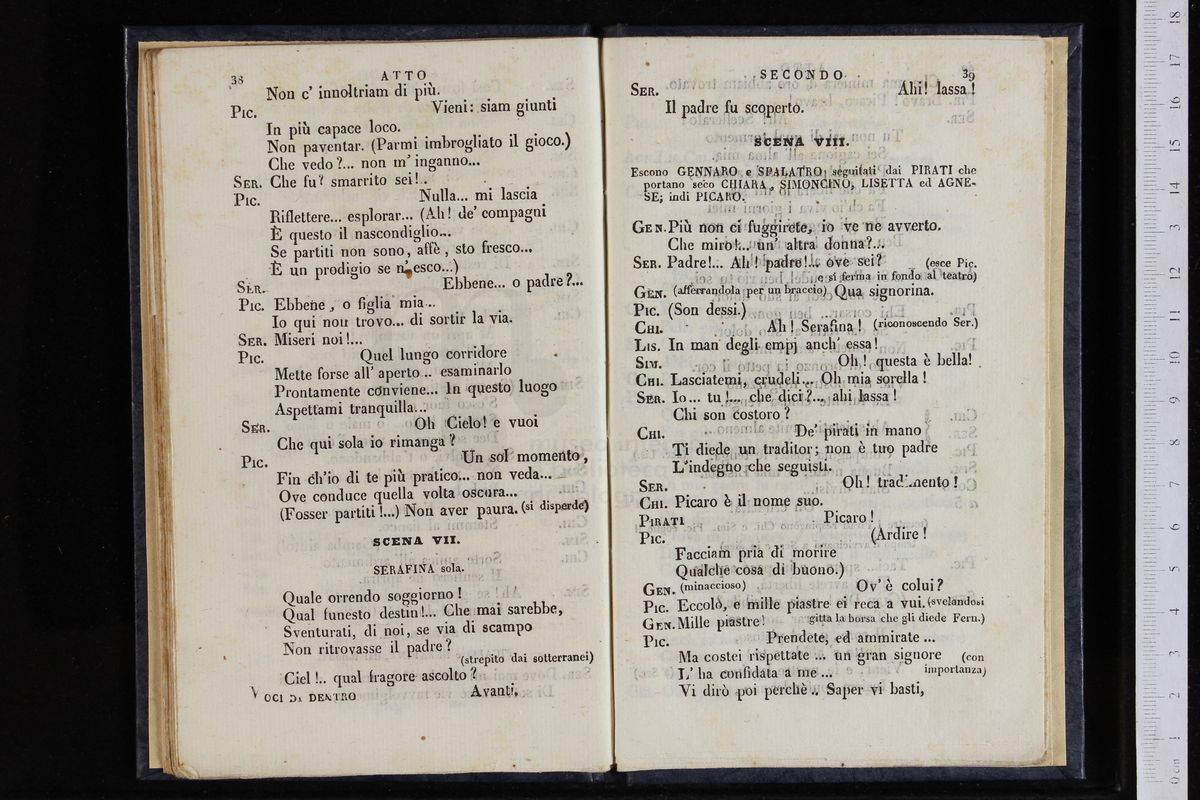 38
ATTO
Non c' innoltriam di più.
Pic. Vieni: siam giunti
In più capace loco.
Non paventar. (Parmi imbrogliato il gioco.)
Che vedo?... non m' inganno...
Ser. Che fu? smarrito sei!.
Pic. Nulla... mi lascia
Riflettere... esplorar... (Ah! de' compagni
È questo il nascondiglio...
Se partiti non sono, affè, sto fresco...
È un prodigio se n' esco...)
Ser. Ebbene... o padre?...
Pic. Ebbene, o figlia mia...
Io qui non trovo... di sortir la via.
Ser. Miseri noi!...
Pic. Quel lungo corridore
Mette forse all' aperto... esaminarlo
Prontamente conviene... In questo luogo
Aspettami tranquilla...
Ser. Oh Cielo! e vuoi
Che qui sola io rimanga?
Pic. Un sol momento,
Fin ch'io di te più pratico... non veda...
Ove conduce quella volta oscura...
(Fosser partiti!...) Non aver paura. (si disperde)
SCENA VII.
SERAFINA sola.
Quale orrendo soggiorno!
Qual funesto destin!... Che mai sarebbe,
Sventurati, di noi, se via di scampo
Non ritrovasse il padre?
(strepito dai sotterranei)
Ciel!.. qual fragore ascolto?
VOCI DI DENTRO Avanti.
SECONDO
39
Ser. Ahi! lassa!
Il padre fu scoperto.
SCENA VIII.
Escono GENNARO e SPALATRO seguitati dai PIRATI che
portano seco CHIARA, SIMONCINO, LISETTA ed AGNE-
SE; indi PICARO.
Gen. Più non ci fuggirete, io ve ne avverto.
Che miro!... un' altra donna?...
Ser. Padre!... Ah! padre!... ove sei? (esce Pic.
e si ferma in fondo al teatro)
Gen. (afferrandola per un braccio) Qua signorina.
Pic. (Son dessi.)
Chi. Ah! Serafina! (riconoscendo Ser.)
Lis. In man degli empj anch' essa!
Sim. Oh! questa è bella!
Chi. Lasciatemi, crudeli... Oh mia sorella!
Ser. Io... tu!... che dici?... ahi lassa!
Chi son costoro?
Chi. De' pirati in mano
Ti diede un traditor; non è tuo padre
L'indegno che seguisti.
Ser. Oh! tradimento!
Chi. Picaro è il nome suo.
Pirati Picaro!
Pic. (Ardire!
Facciam pria di morire
Qualche cosa di buono.)
Gen. (minaccioso) Ov' è colui?
Pic. Eccolo, e mille piastre ei reca a vui. (svelandosi
Gen. Mille piastre! gitta la borsa che gli diede Fern.)
Pic. Prendete, ed ammirate ...
Ma costei rispettate ... un gran signore (con
L' ha confidata a me ... importanza)
Vi dirò poi perchè.. Saper vi basti,